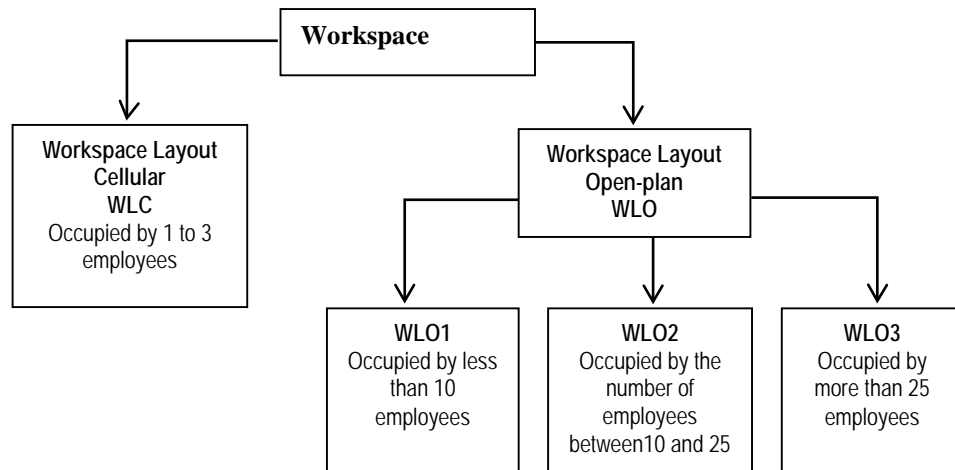 Workspace
Workspace Layout
Cellular
WLC
Occupied by 1 to 3
employees
Workspace Layout
Open-plan
WLO
WLO1
Occupied by less
than 10
employees
WLO2
Occupied by the
number of
employees
between10 and 25
WLO3
Occupied by
more than 25
employees